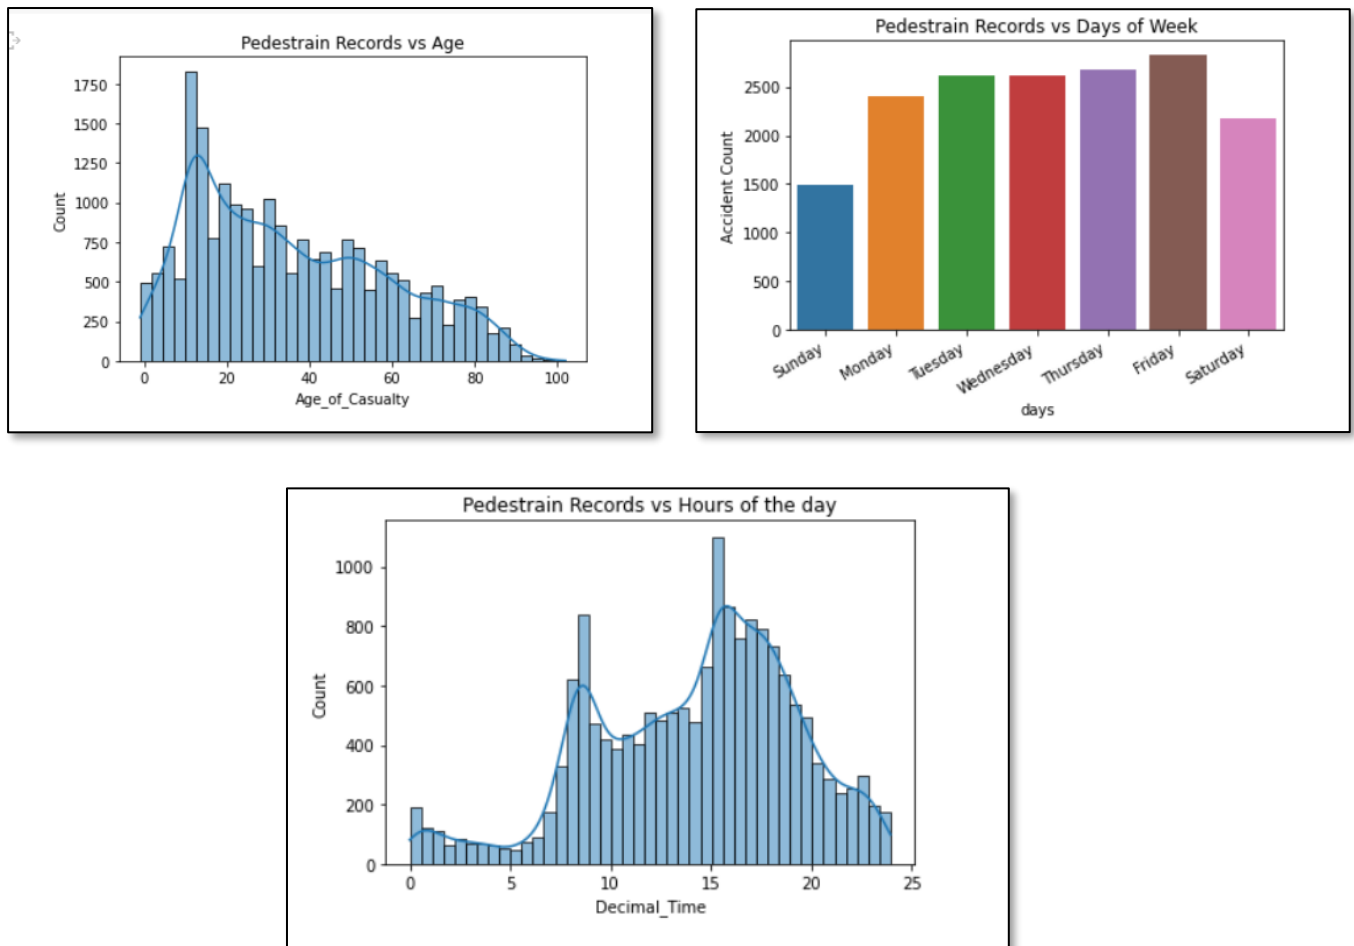 Pedestrain Records vs Age
1750
1500
1250
1000
750
500
250
0
Count
0 20 40 60 80 100
Age_of_Casualty
Pedestrain Records vs Days of Week
2500
2000
1500
1000
500
0
Accident Count
Sunday Monday Tuesday Wednesday Thursday Friday Saturday
days
Pedestrain Records vs Hours of the day
1000
800
600
400
200
0
Count
0 5 10 15 20 25
Decimal_Time